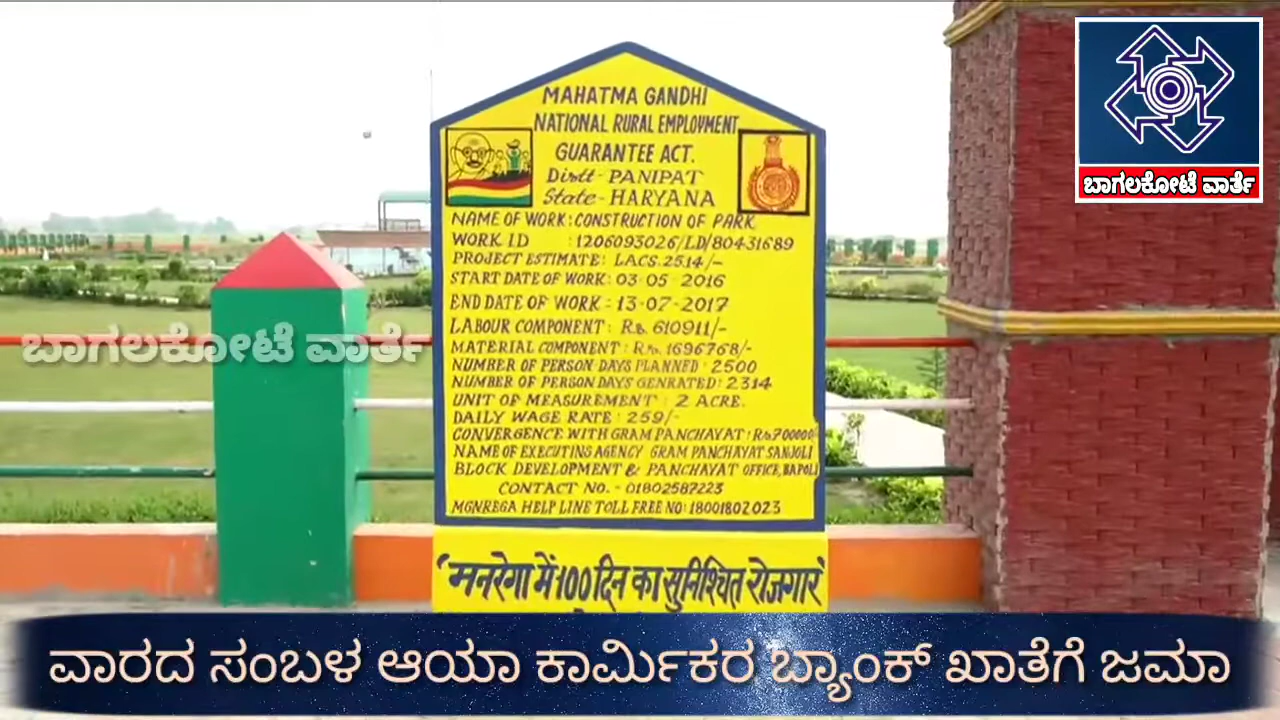 MAHATMA GANDHI
NATIONAL RURAL EMPLOYMENT
GUARANTEE ACT.
Distt - PANIPAT
State - HARYANA
NAME OF WORK : CONSTRUCTION OF PARK
WORK ID : 1206093026/LD/80431689
PROJECT ESTIMATE : LACS. 25.14/-
START DATE OF WORK : 03-05-2016
END DATE OF WORK : 13-07-2017
LABOUR COMPONENT : Rs. 610911/-
MATERIAL COMPONENT : Rs. 1696768/-
NUMBER OF PERSON DAYS PLANNED : 2500
NUMBER OF PERSON DAYS GENRATED : 2314
UNIT OF MEASUREMENT : 2 ACRE.
DAILY WAGE RATE : 259/-
CONVERGENCE WITH GRAM PANCHAYAT : Rs.700000/-
NAME OF EXECUTING AGENCY GRAM PANCHAYAT SANJOLI
BLOCK DEVELOPMENT & PANCHAYAT OFFICE, BAPOLI
CONTACT NO. - 01802587223
MGNREGA HELP LINE TOLL FREE NO : 18001802023
'मनरेगा में 100 दिन का सुनिश्चित रोजगार'
ಬಾಗಲಕೋಟೆ ವಾರ್ತೆ
ಬಾಗಲಕೋಟೆ ವಾರ್ತೆ
ವಾರದ ಸಂಬಳ ಆಯಾ ಕಾರ್ಮಿಕರ ಬ್ಯಾಂಕ್ ಖಾತೆಗೆ ಜಮಾ